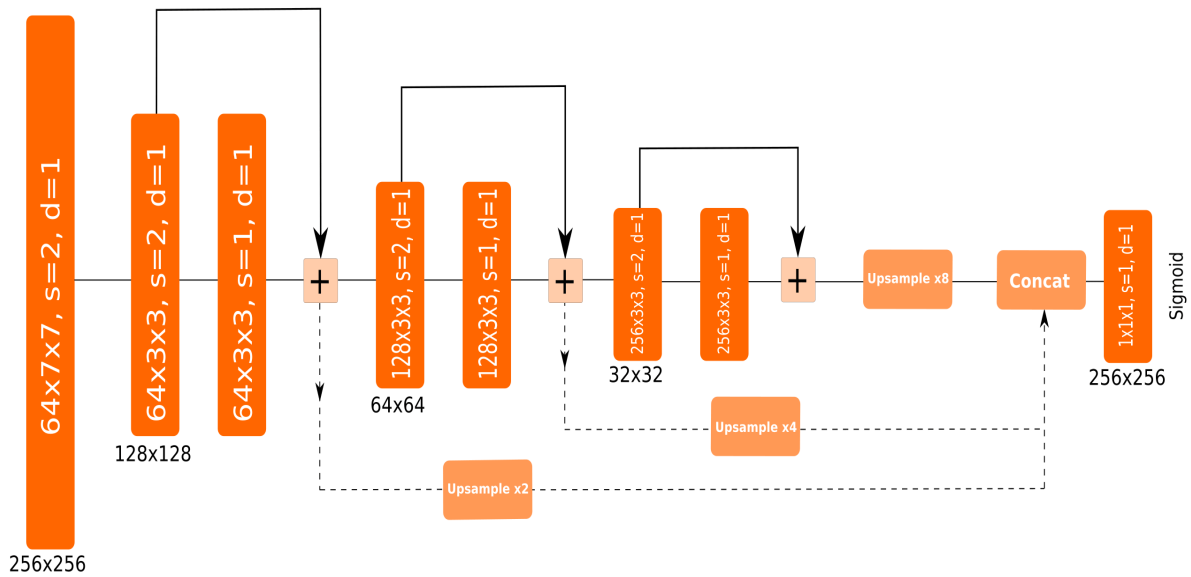 64x7x7, s=2, d=1
256x256
64x3x3, s=2, d=1
128x128
64x3x3, s=1, d=1
+
128x3x3, s=2, d=1
64x64
128x3x3, s=1, d=1
+
256x3x3, s=2, d=1
32x32
256x3x3, s=1, d=1
+
Upsample x8
Concat
1x1x1, s=1, d=1
256x256
Sigmoid
Upsample x4
Upsample x2